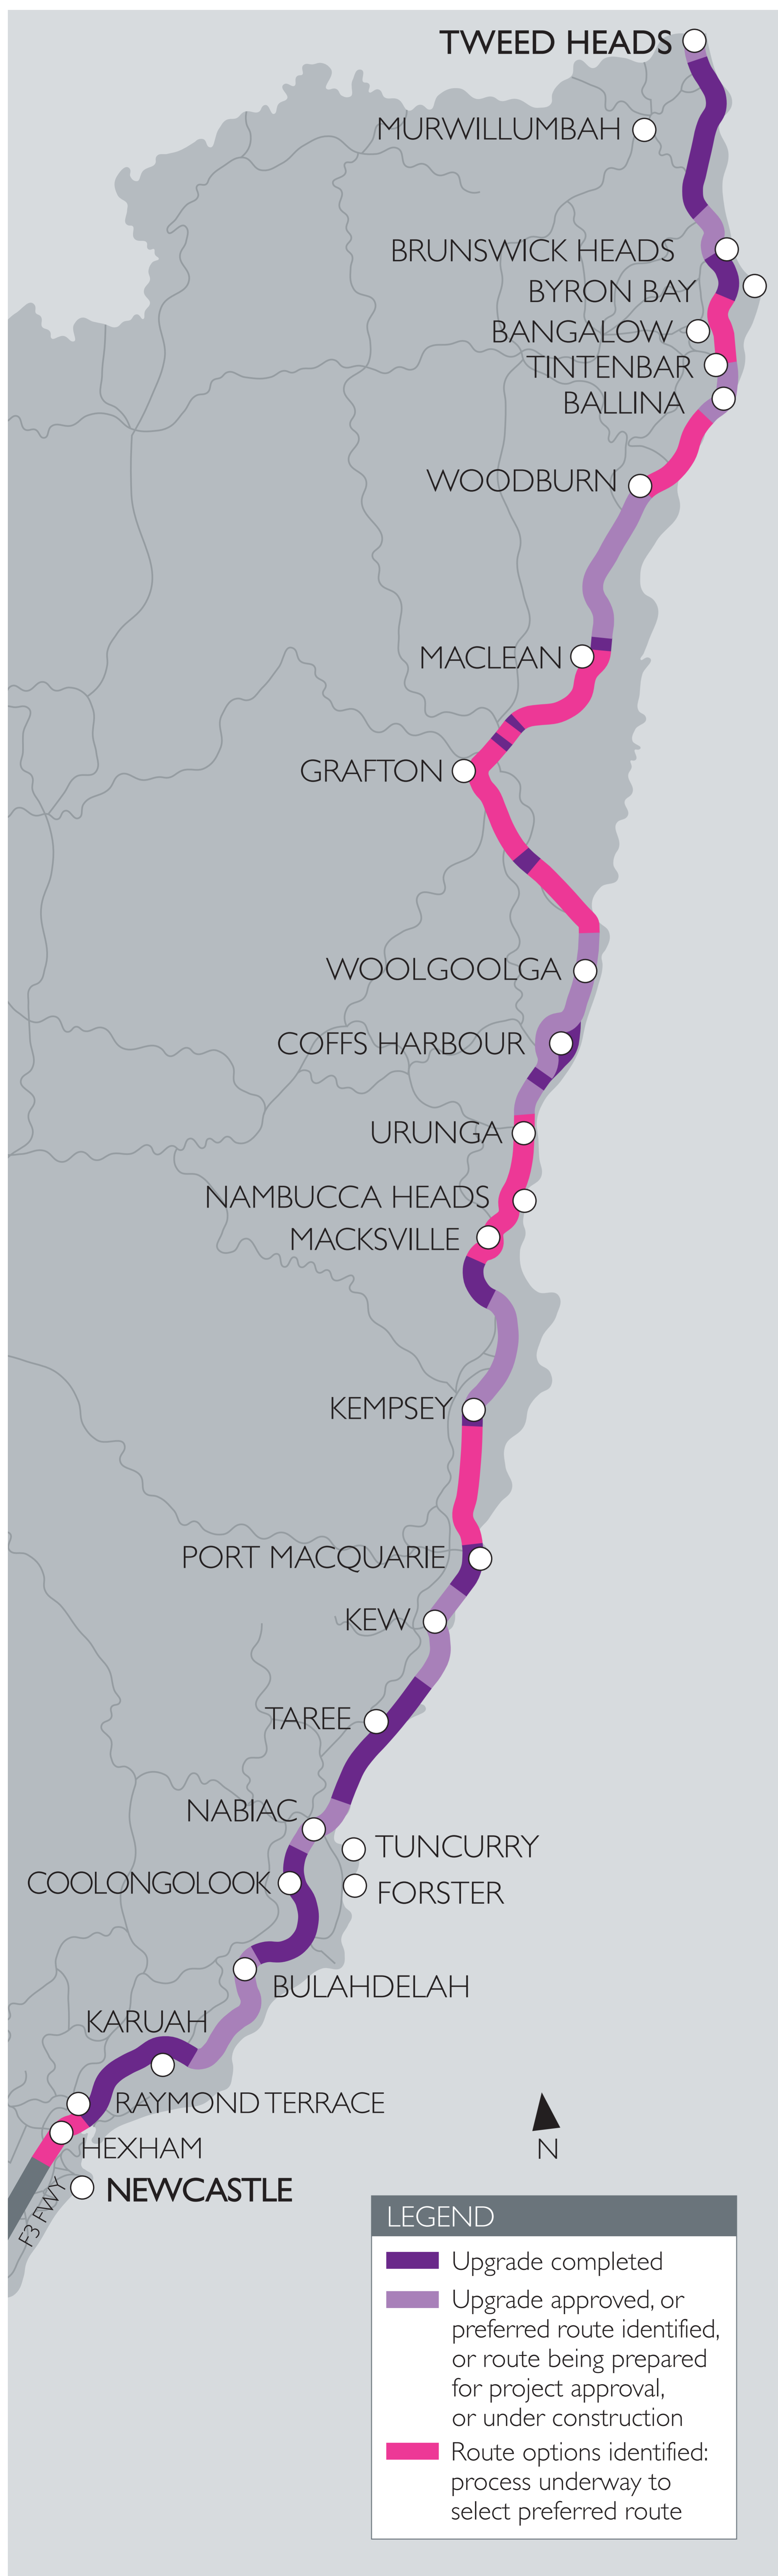 TWEED HEADS
MURWILLUMBAH
BRUNSWICK HEADS
BYRON BAY
BANGALOW
TINTENBAR
BALLINA
WOODBURN
MACLEAN
GRAFTON
WOOLGOOLGA
COFFS HARBOUR
URUNGA
NAMBUCCA HEADS
MACKSVILLE
KEMPSEY
PORT MACQUARIE
KEW
TAREE
NABIAC
TUNCURRY
COOLONGOLOOK
FORSTER
BULAHDELAH
KARUAH
RAYMOND TERRACE
HEXHAM
N
NEWCASTLE
F3 FWY
LEGEND
Upgrade completed
Upgrade approved, or
preferred route identified,
or route being prepared
for project approval,
or under construction
Route options identified:
process underway to
select preferred route